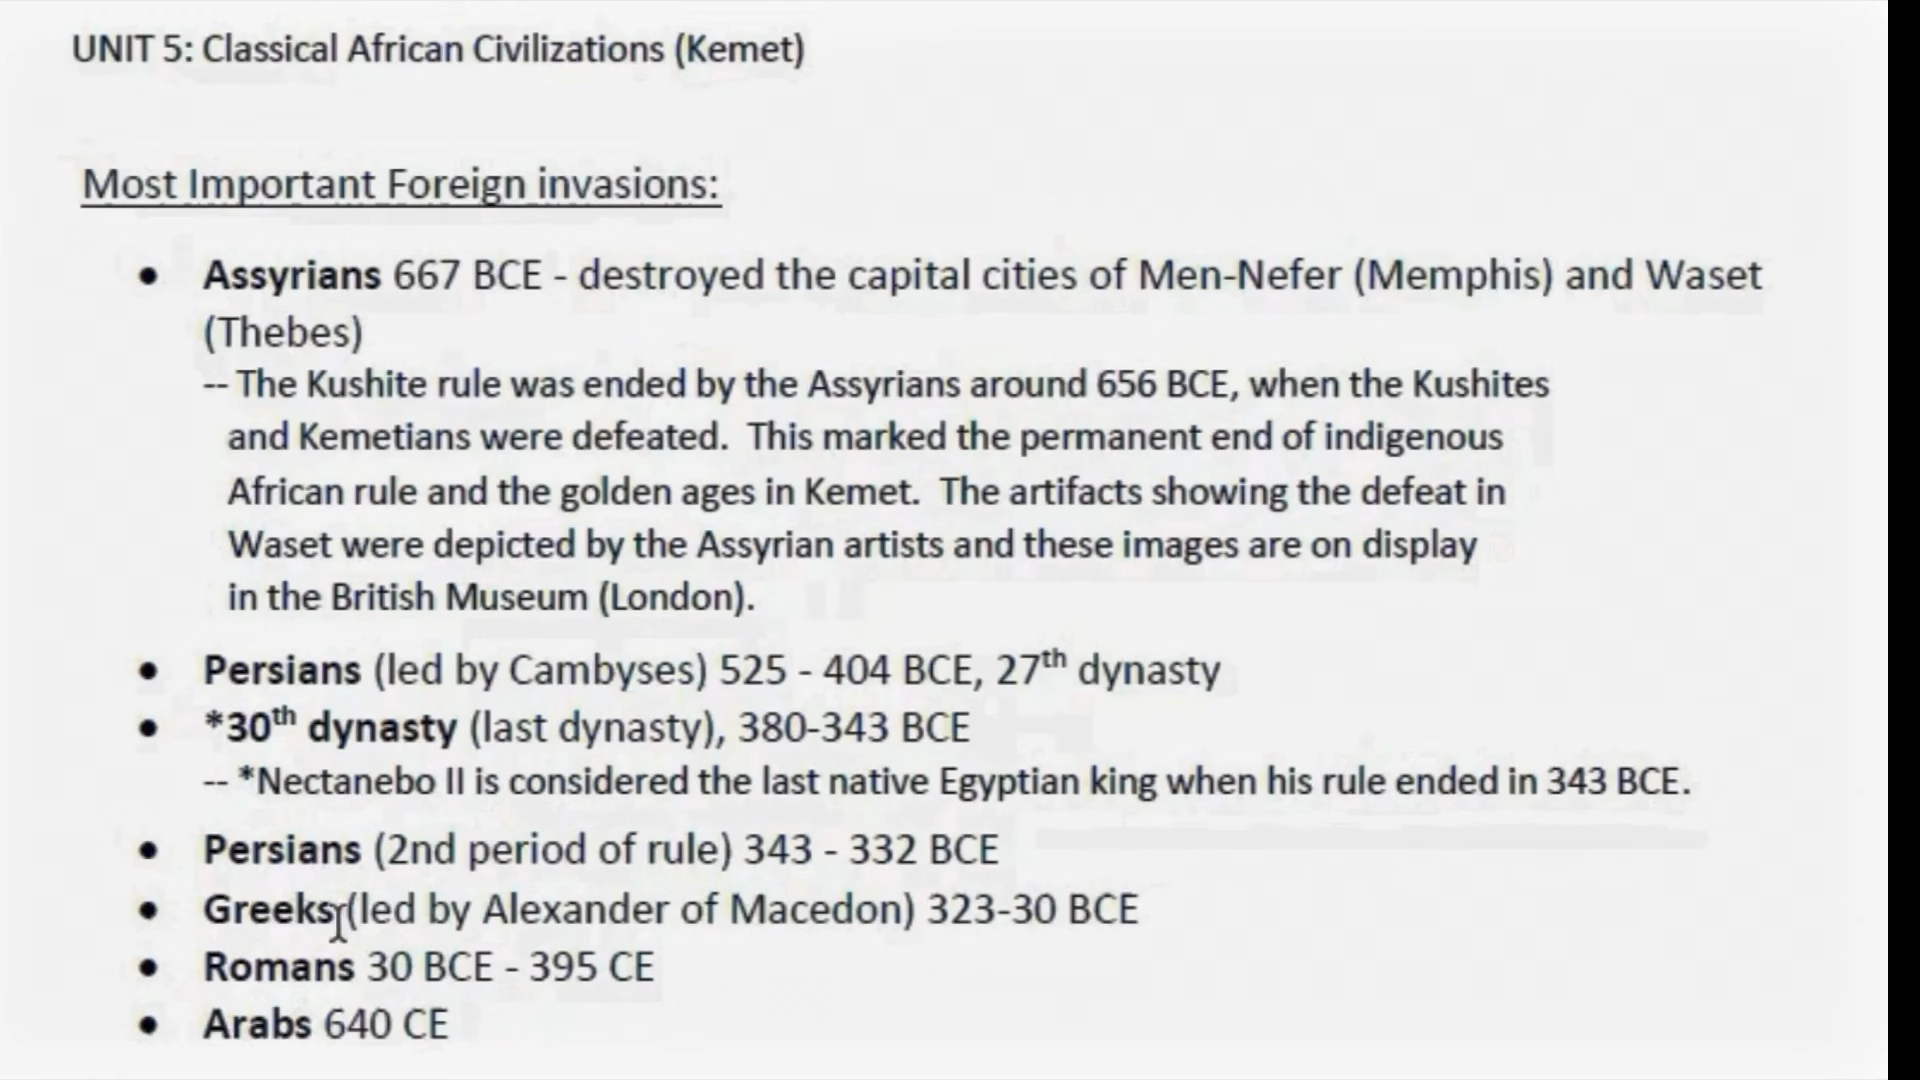 UNIT 5: Classical African Civilizations (Kemet)
Most Important Foreign invasions:
• Assyrians 667 BCE - destroyed the capital cities of Men-Nefer (Memphis) and Waset
(Thebes)
-- The Kushite rule was ended by the Assyrians around 656 BCE, when the Kushites
and Kemetians were defeated.  This marked the permanent end of indigenous
African rule and the golden ages in Kemet.  The artifacts showing the defeat in
Waset were depicted by the Assyrian artists and these images are on display
in the British Museum (London).
• Persians (led by Cambyses) 525 - 404 BCE, 27th dynasty
• *30th dynasty (last dynasty), 380-343 BCE
-- *Nectanebo II is considered the last native Egyptian king when his rule ended in 343 BCE.
• Persians (2nd period of rule) 343 - 332 BCE
• Greeks (led by Alexander of Macedon) 323-30 BCE
• Romans 30 BCE - 395 CE
• Arabs 640 CE